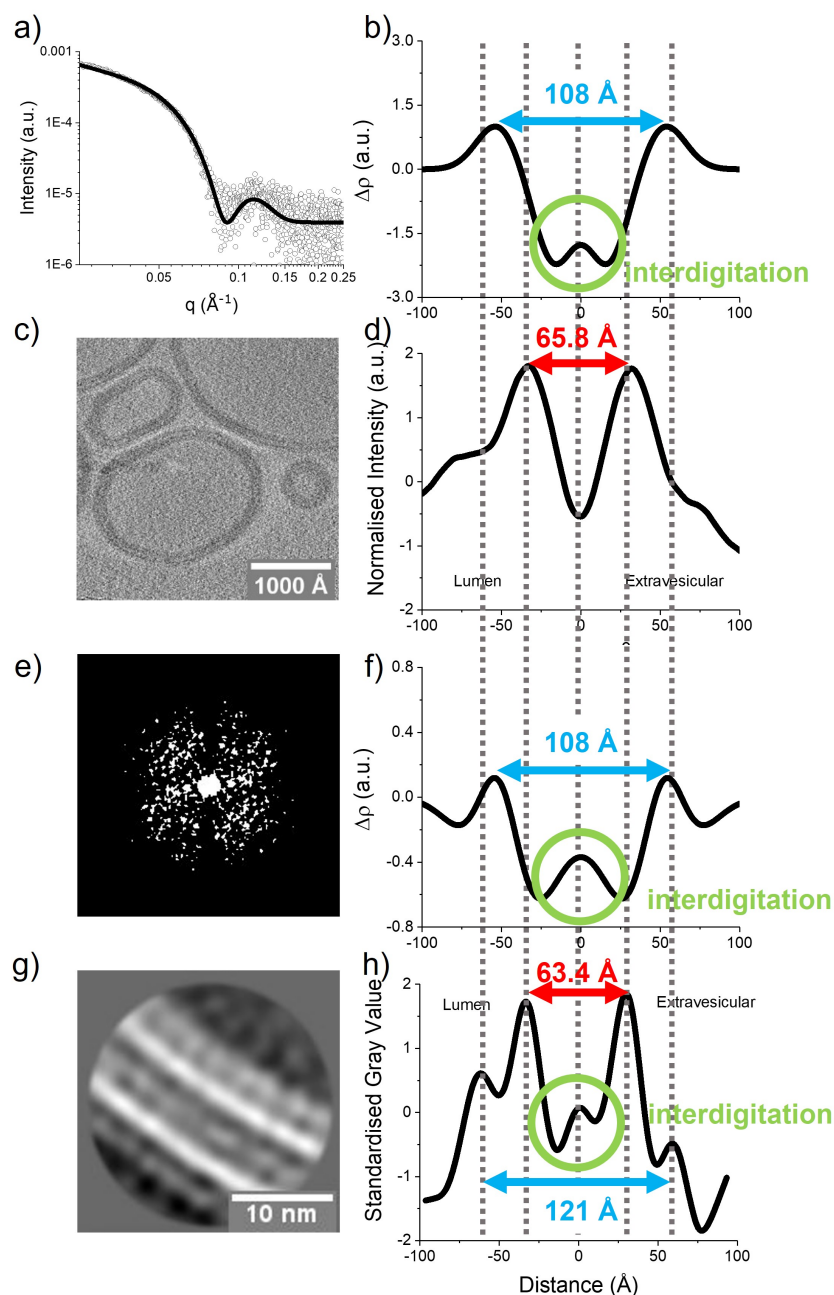 a)
0.001
1E-4
1E-5
1E-6
Intensity (a.u.)
0.05
0.1
0.15
0.2
0.25
q (Å⁻¹)
b)
3.0
1.5
0.0
-1.5
-3.0
Δρ (a.u.)
108 Å
interdigitation
-100
-50
0
50
100
c)
1000 Å
d)
2
1
0
-1
-2
Normalised Intensity (a.u.)
65.8 Å
Lumen
Extravesicular
-100
-50
0
50
100
e)
f)
0.8
0.4
0.0
-0.4
-0.8
Δρ (a.u.)
108 Å
interdigitation
-100
-50
0
50
100
g)
10 nm
h)
2
1
0
-1
-2
Standardised Gray Value
63.4 Å
Lumen
Extravesicular
interdigitation
121 Å
-100
-50
0
50
100
Distance (Å)